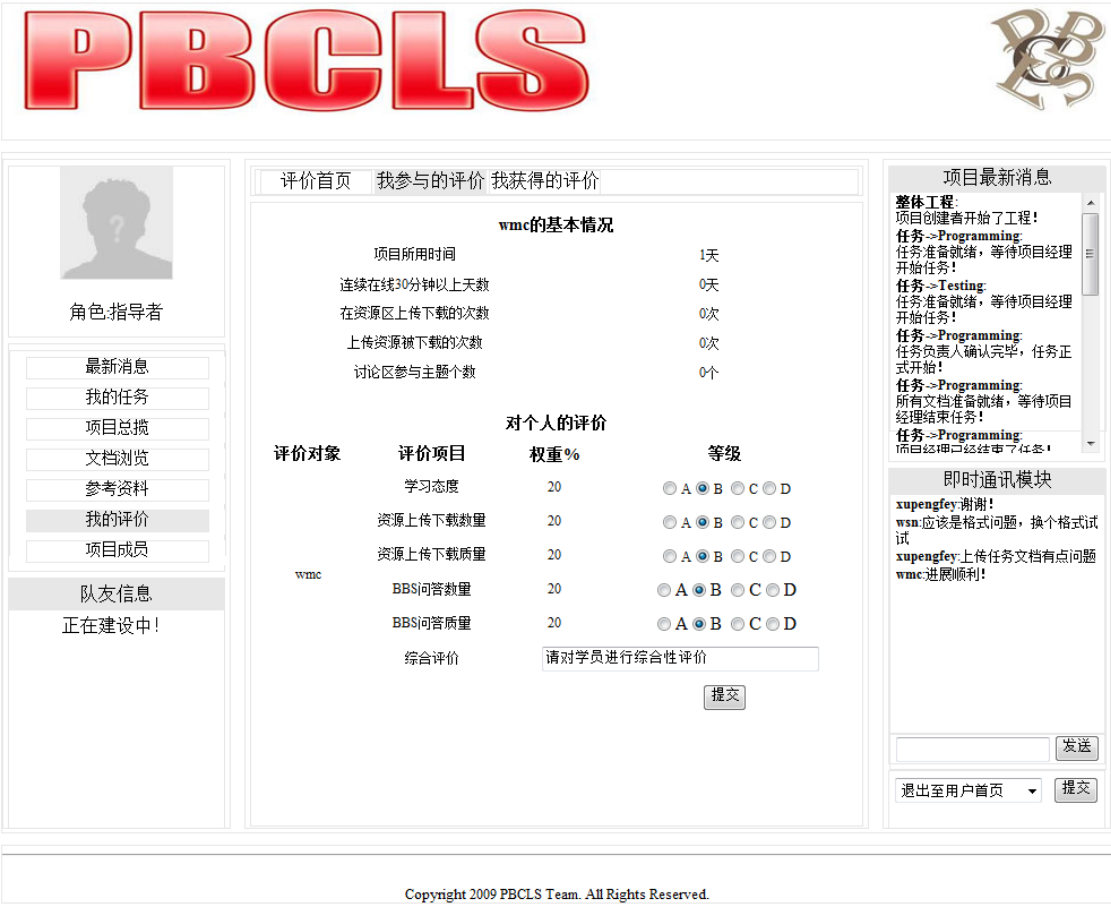 PBCLS
PBCLS
角色:指导者
最新消息
我的任务
项目总揽
文档浏览
参考资料
我的评价
项目成员
队友信息
正在建设中!
评价首页 我参与的评价 我获得的评价
wmc的基本情况
项目所用时间 1天
连续在线30分钟以上天数 0天
在资源区上传下载的次数 0次
上传资源被下载的次数 0次
讨论区参与主题个数 0个
对个人的评价
评价对象 评价项目 权重% 等级
学习态度 20 A B C D
资源上传下载数量 20 A B C D
资源上传下载质量 20 A B C D
wmc
BBS问答数量 20 A B C D
BBS问答质量 20 A B C D
综合评价 请对学员进行综合性评价
提交
项目最新消息
整体工程:
项目创建者开始了工程!
任务->Programming:
任务准备就绪，等待项目经理
开始任务!
任务->Testing:
任务准备就绪，等待项目经理
开始任务!
任务->Programming:
任务负责人确认完毕，任务正
式开始!
任务->Programming:
所有文档准备就绪，等待项目
经理结束任务!
任务->Programming:
项目经理已经结束了任务!
即时通讯模块
xupengfey:谢谢!
wsn:应该是格式问题，换个格式试
试
xupengfey:上传任务文档有点问题
wmc:进展顺利!
发送
退出至用户首页 提交
Copyright 2009 PBCLS Team. All Rights Reserved.